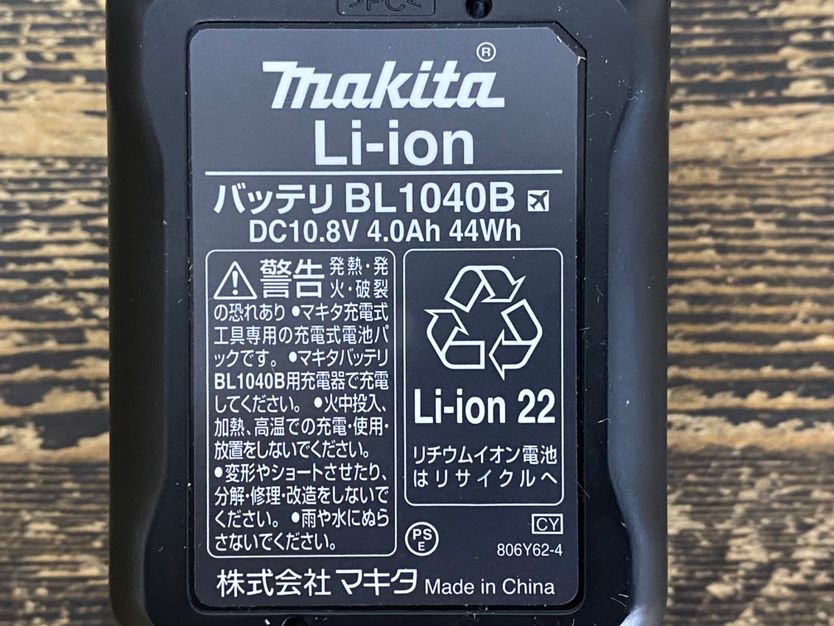 >PC<
makita®
Li-ion
バッテリ BL1040B
DC10.8V 4.0Ah 44Wh
警告 発熱・発
火・破裂
の恐れあり ●マキタ充電式
工具専用の充電式電池パ
ックです。 ●マキタバッテリ
BL1040B用充電器で充電
してください。 ●火中投入、
加熱、高温での充電・使用・
放置をしないでください。
●変形やショートさせたり、
分解・修理・改造をしないで
ください。 ●雨や水にぬら
さないでください。
Li-ion 22
リチウムイオン電池
はリサイクルへ
PS
E
CY
806Y62-4
株式会社 マキタ Made in China